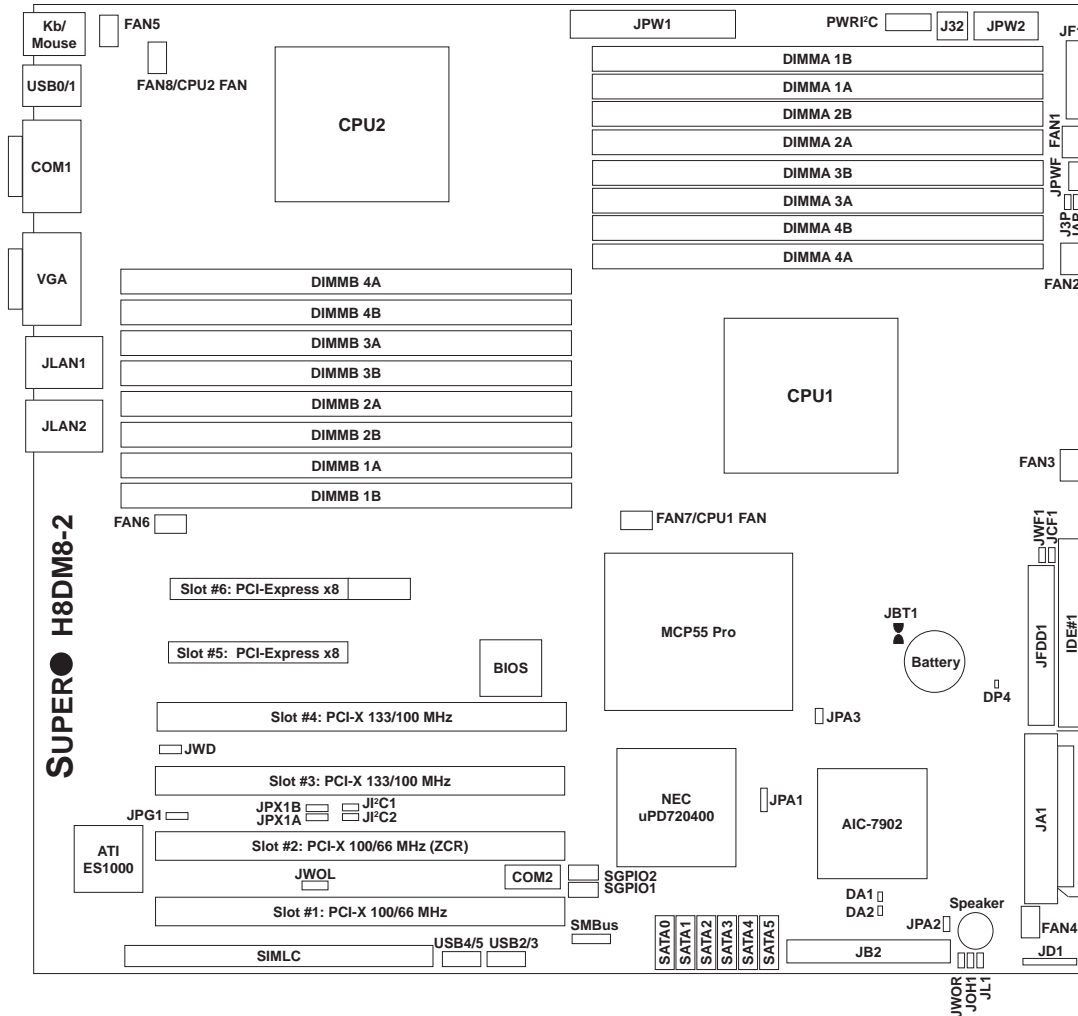 Kb/
Mouse
FAN5
FAN8/CPU2 FAN
JPW1
PWRI²C
J32
JPW2
USB0/1
COM1
VGA
JLAN1
JLAN2
CPU2
DIMMA 1B
DIMMA 1A
DIMMA 2B
DIMMA 2A
DIMMA 3B
DIMMA 3A
DIMMA 4B
DIMMA 4A
FAN1
JPWF
J3P
FAN2
DIMMB 4A
DIMMB 4B
DIMMB 3A
DIMMB 3B
DIMMB 2A
DIMMB 2B
DIMMB 1A
DIMMB 1B
CPU1
FAN3
FAN6
FAN7/CPU1 FAN
JWF1
JCF1
SUPER H8DM8-2
Slot #6: PCI-Express x8
Slot #5: PCI-Express x8
BIOS
MCP55 Pro
JBT1
Battery
DP4
JFDD1
IDE#1
Slot #4: PCI-X 133/100 MHz
JPA3
JWD
Slot #3: PCI-X 133/100 MHz
JPX1B
JPX1A
JI²C1
JI²C2
JPG1
NEC
uPD720400
JPA1
AIC-7902
JA1
ATI
ES1000
Slot #2: PCI-X 100/66 MHz (ZCR)
JWOL
COM2
SGPIO2
SGPIO1
Slot #1: PCI-X 100/66 MHz
DA1
DA2
JPA2
Speaker
FAN4
SMBus
SIMLC
USB4/5
USB2/3
SATA0
SATA1
SATA2
SATA3
SATA4
SATA5
JB2
JD1
JWOR
JOH1
JL1